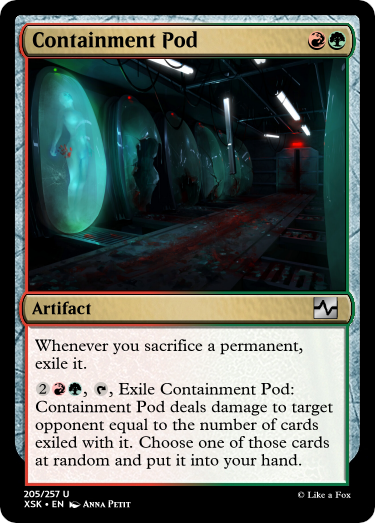 Containment Pod
Artifact
Whenever you sacrifice a permanent,
exile it.
2, , Exile Containment Pod:
Containment Pod deals damage to target
opponent equal to the number of cards
exiled with it. Choose one of those cards
at random and put it into your hand.
205/257 U
XSK • EN Anna Petit
© Like a Fox